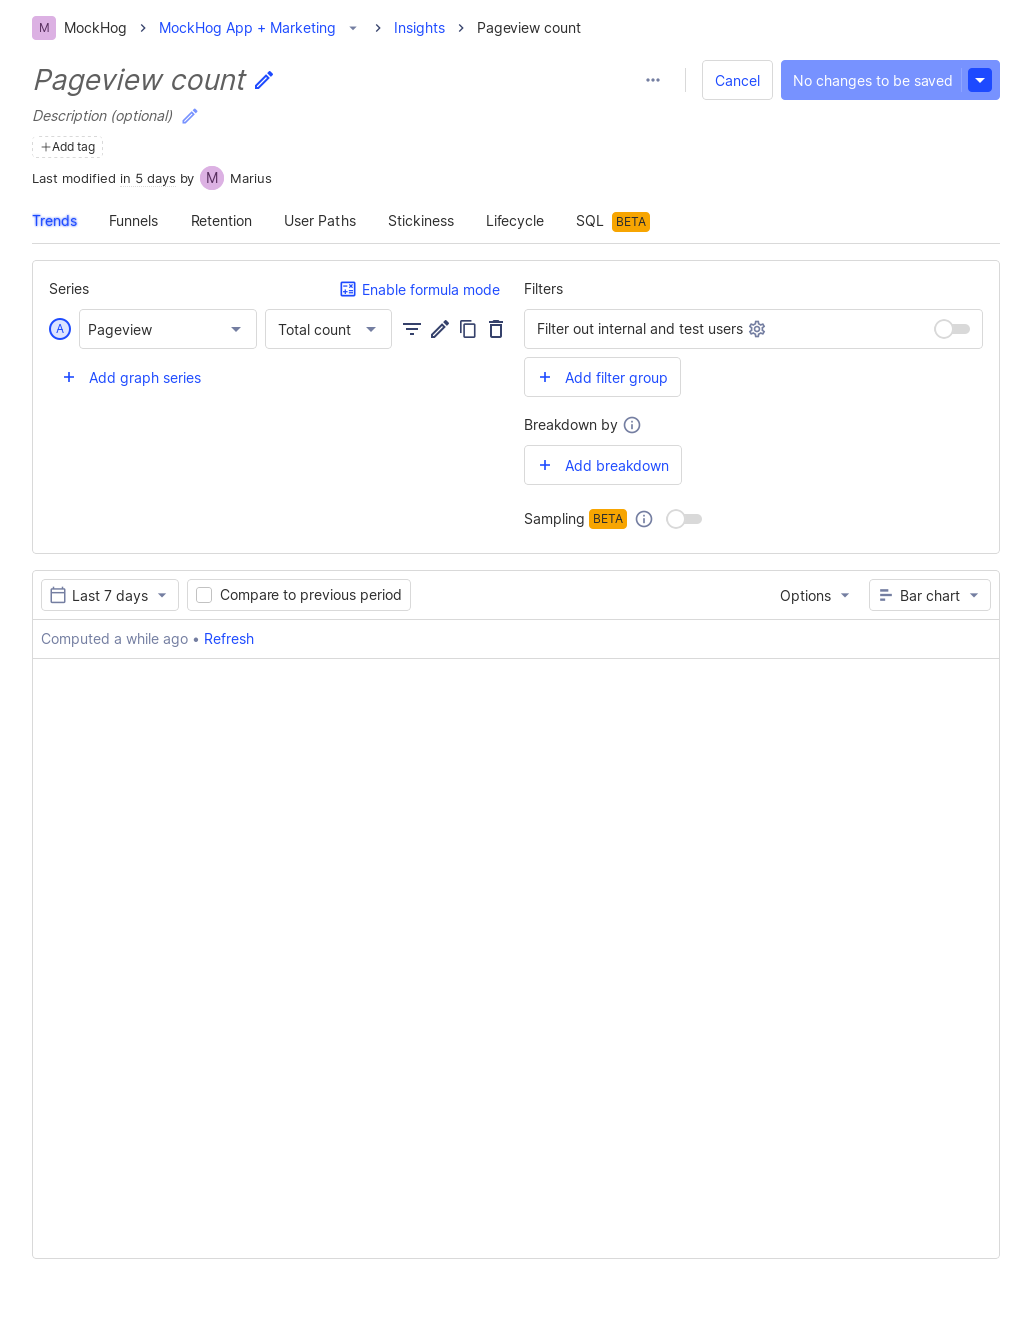 M MockHog MockHog App + Marketing Insights Pageview count
Pageview count
Cancel No changes to be saved
Description (optional)
Add tag
Last modified in 5 days by M Marius
Trends Funnels Retention User Paths Stickiness Lifecycle SQL BETA
Series Enable formula mode
A Pageview Total count
Add graph series
Filters
Filter out internal and test users
Add filter group
Breakdown by
Add breakdown
Sampling BETA
Last 7 days Compare to previous period Options Bar chart
Computed a while ago • Refresh